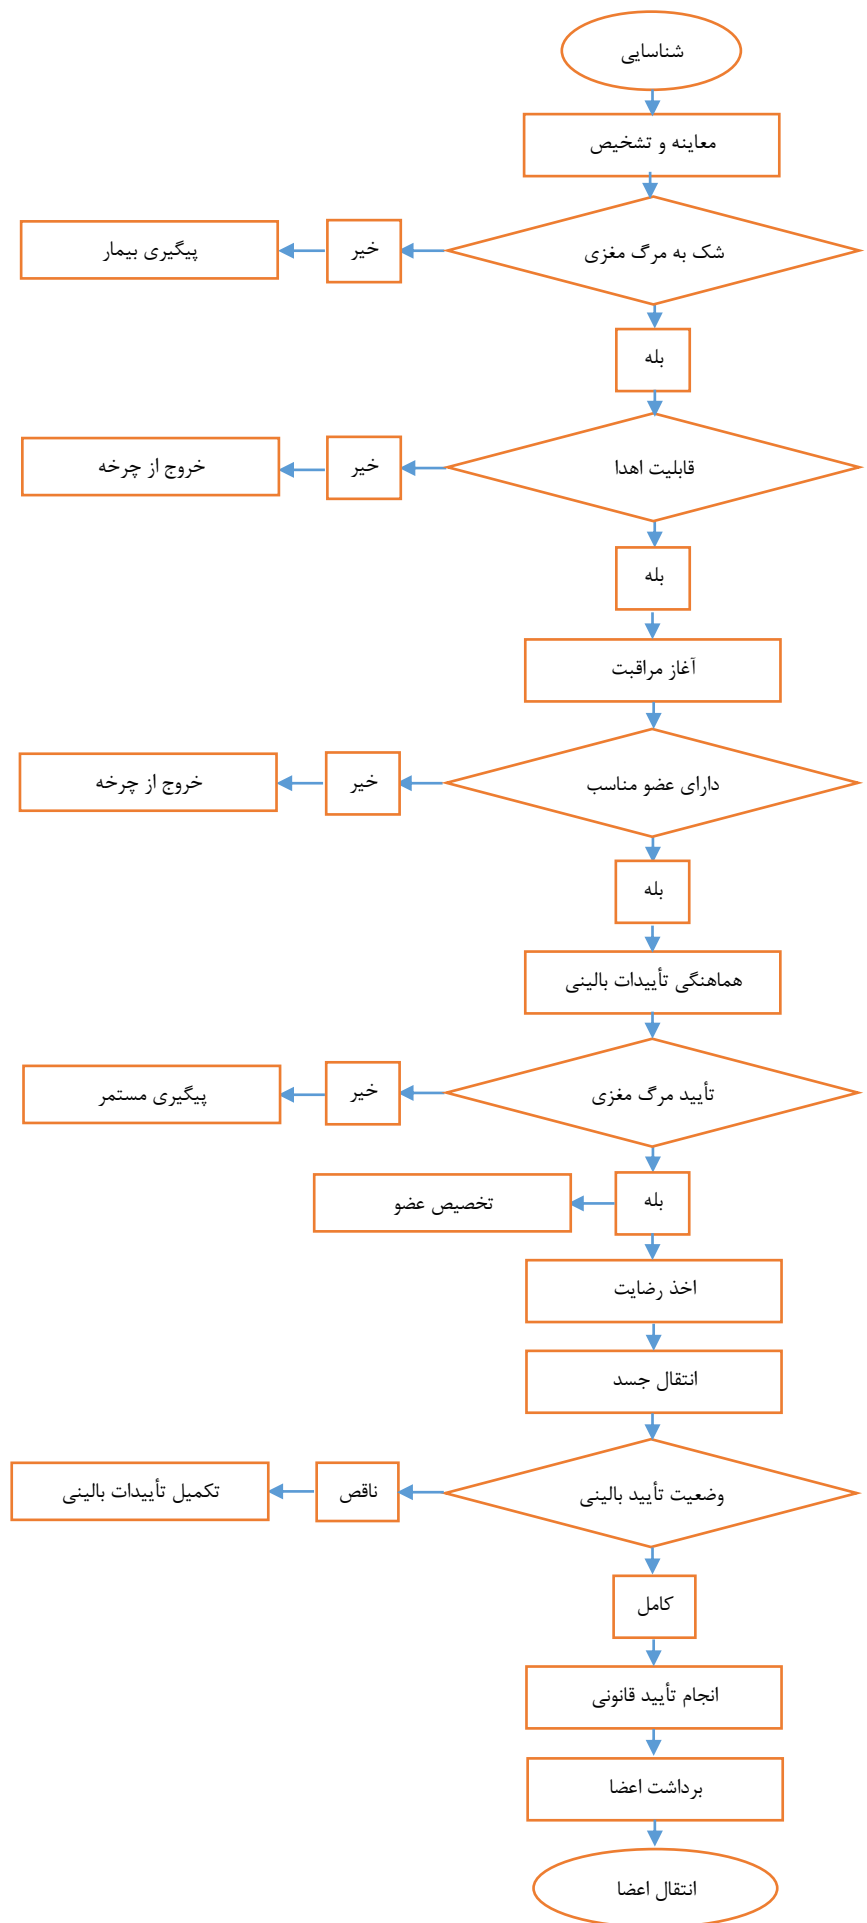 شناسایی
معاینه و تشخیص
شک به مرگ مغزی
خیر
پیگیری بیمار
بله
قابلیت اهدا
خیر
خروج از چرخه
بله
آغاز مراقبت
دارای عضو مناسب
خیر
خروج از چرخه
بله
هماهنگی تأییدات بالینی
تأیید مرگ مغزی
خیر
پیگیری مستمر
بله
تخصیص عضو
اخذ رضایت
انتقال جسد
وضعیت تأیید بالینی
ناقص
تکمیل تأییدات بالینی
کامل
انجام تأیید قانونی
برداشت اعضا
انتقال اعضا